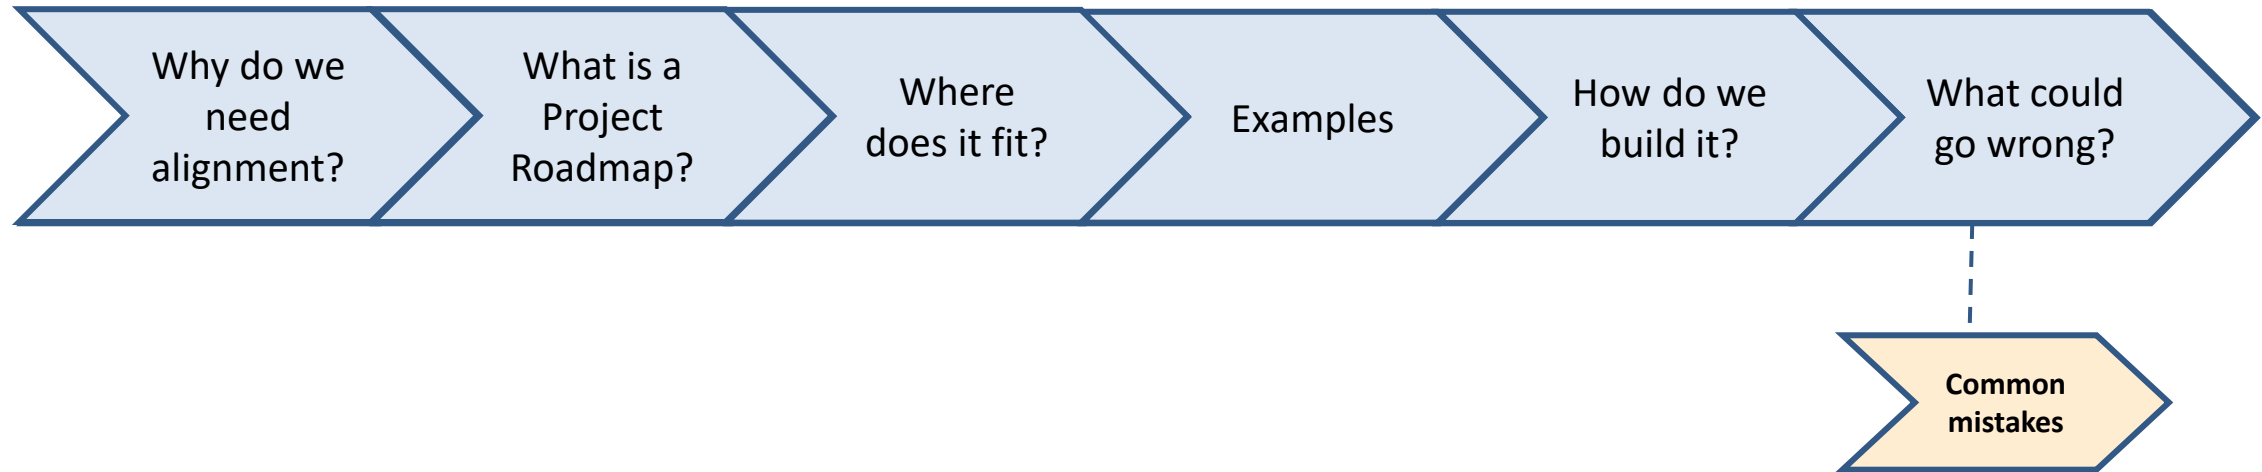 Why do we
need
alignment?
What is a
Project
Roadmap?
Where
does it fit?
Examples
How do we
build it?
What could
go wrong?
Common
mistakes